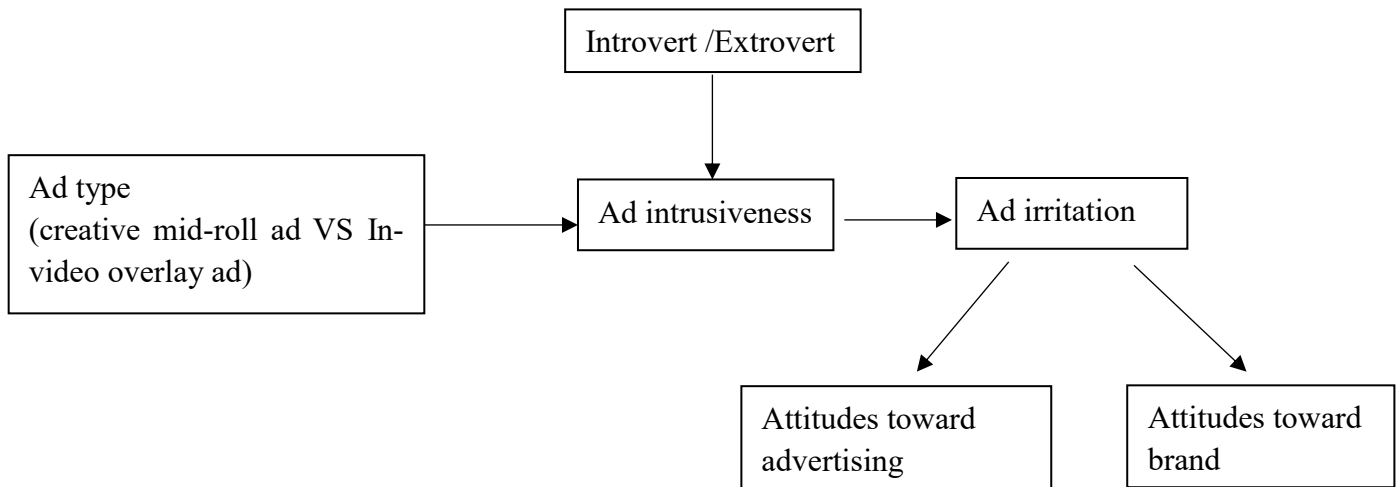 Introvert /Extrovert
Ad type
(creative mid-roll ad VS In-
video overlay ad)
Ad intrusiveness
Ad irritation
Attitudes toward
advertising
Attitudes toward
brand